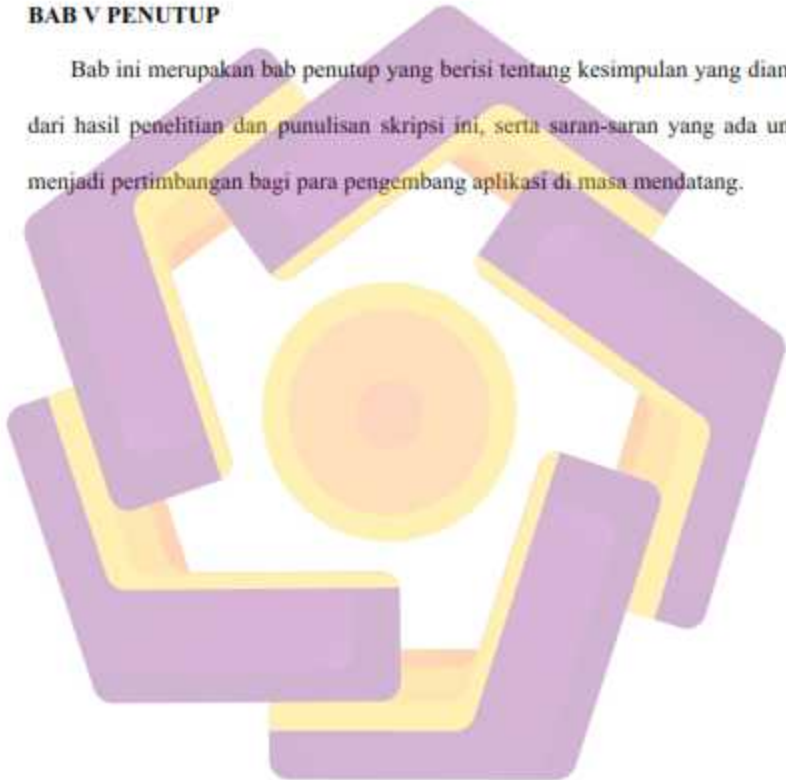 BAB V PENUTUP
Bab ini merupakan bab penutup yang berisi tentang kesimpulan yang
dari hasil penelitian dan punulisan skripsi ini, serta saran-saran yang ada
menjadi pertimbangan bagi para pengembang aplikasi di masa mendatang.